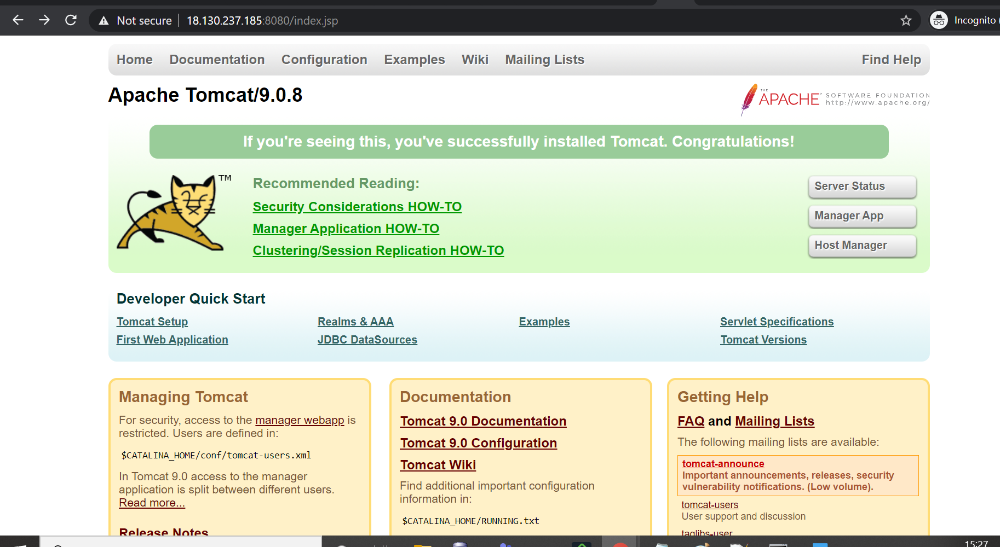 Not secure | 18.130.237.185:8080/index.jsp
Incognito
Home Documentation Configuration Examples Wiki Mailing Lists Find Help
Apache Tomcat/9.0.8
THE APACHE SOFTWARE FOUNDATION
http://www.apache.org/
If you're seeing this, you've successfully installed Tomcat. Congratulations!
TM
Recommended Reading:
Security Considerations HOW-TO
Manager Application HOW-TO
Clustering/Session Replication HOW-TO
Server Status
Manager App
Host Manager
Developer Quick Start
Tomcat Setup
First Web Application
Realms & AAA
JDBC DataSources
Examples
Servlet Specifications
Tomcat Versions
Managing Tomcat
For security, access to the manager webapp is
restricted. Users are defined in:
$CATALINA_HOME/conf/tomcat-users.xml
In Tomcat 9.0 access to the manager
application is split between different users.
Read more...
Release Notes
Documentation
Tomcat 9.0 Documentation
Tomcat 9.0 Configuration
Tomcat Wiki
Find additional important configuration
information in:
$CATALINA_HOME/RUNNING.txt
Getting Help
FAQ and Mailing Lists
The following mailing lists are available:
tomcat-announce
Important announcements, releases, security
vulnerability notifications. (Low volume).
tomcat-users
User support and discussion
taglibs-user
15:27